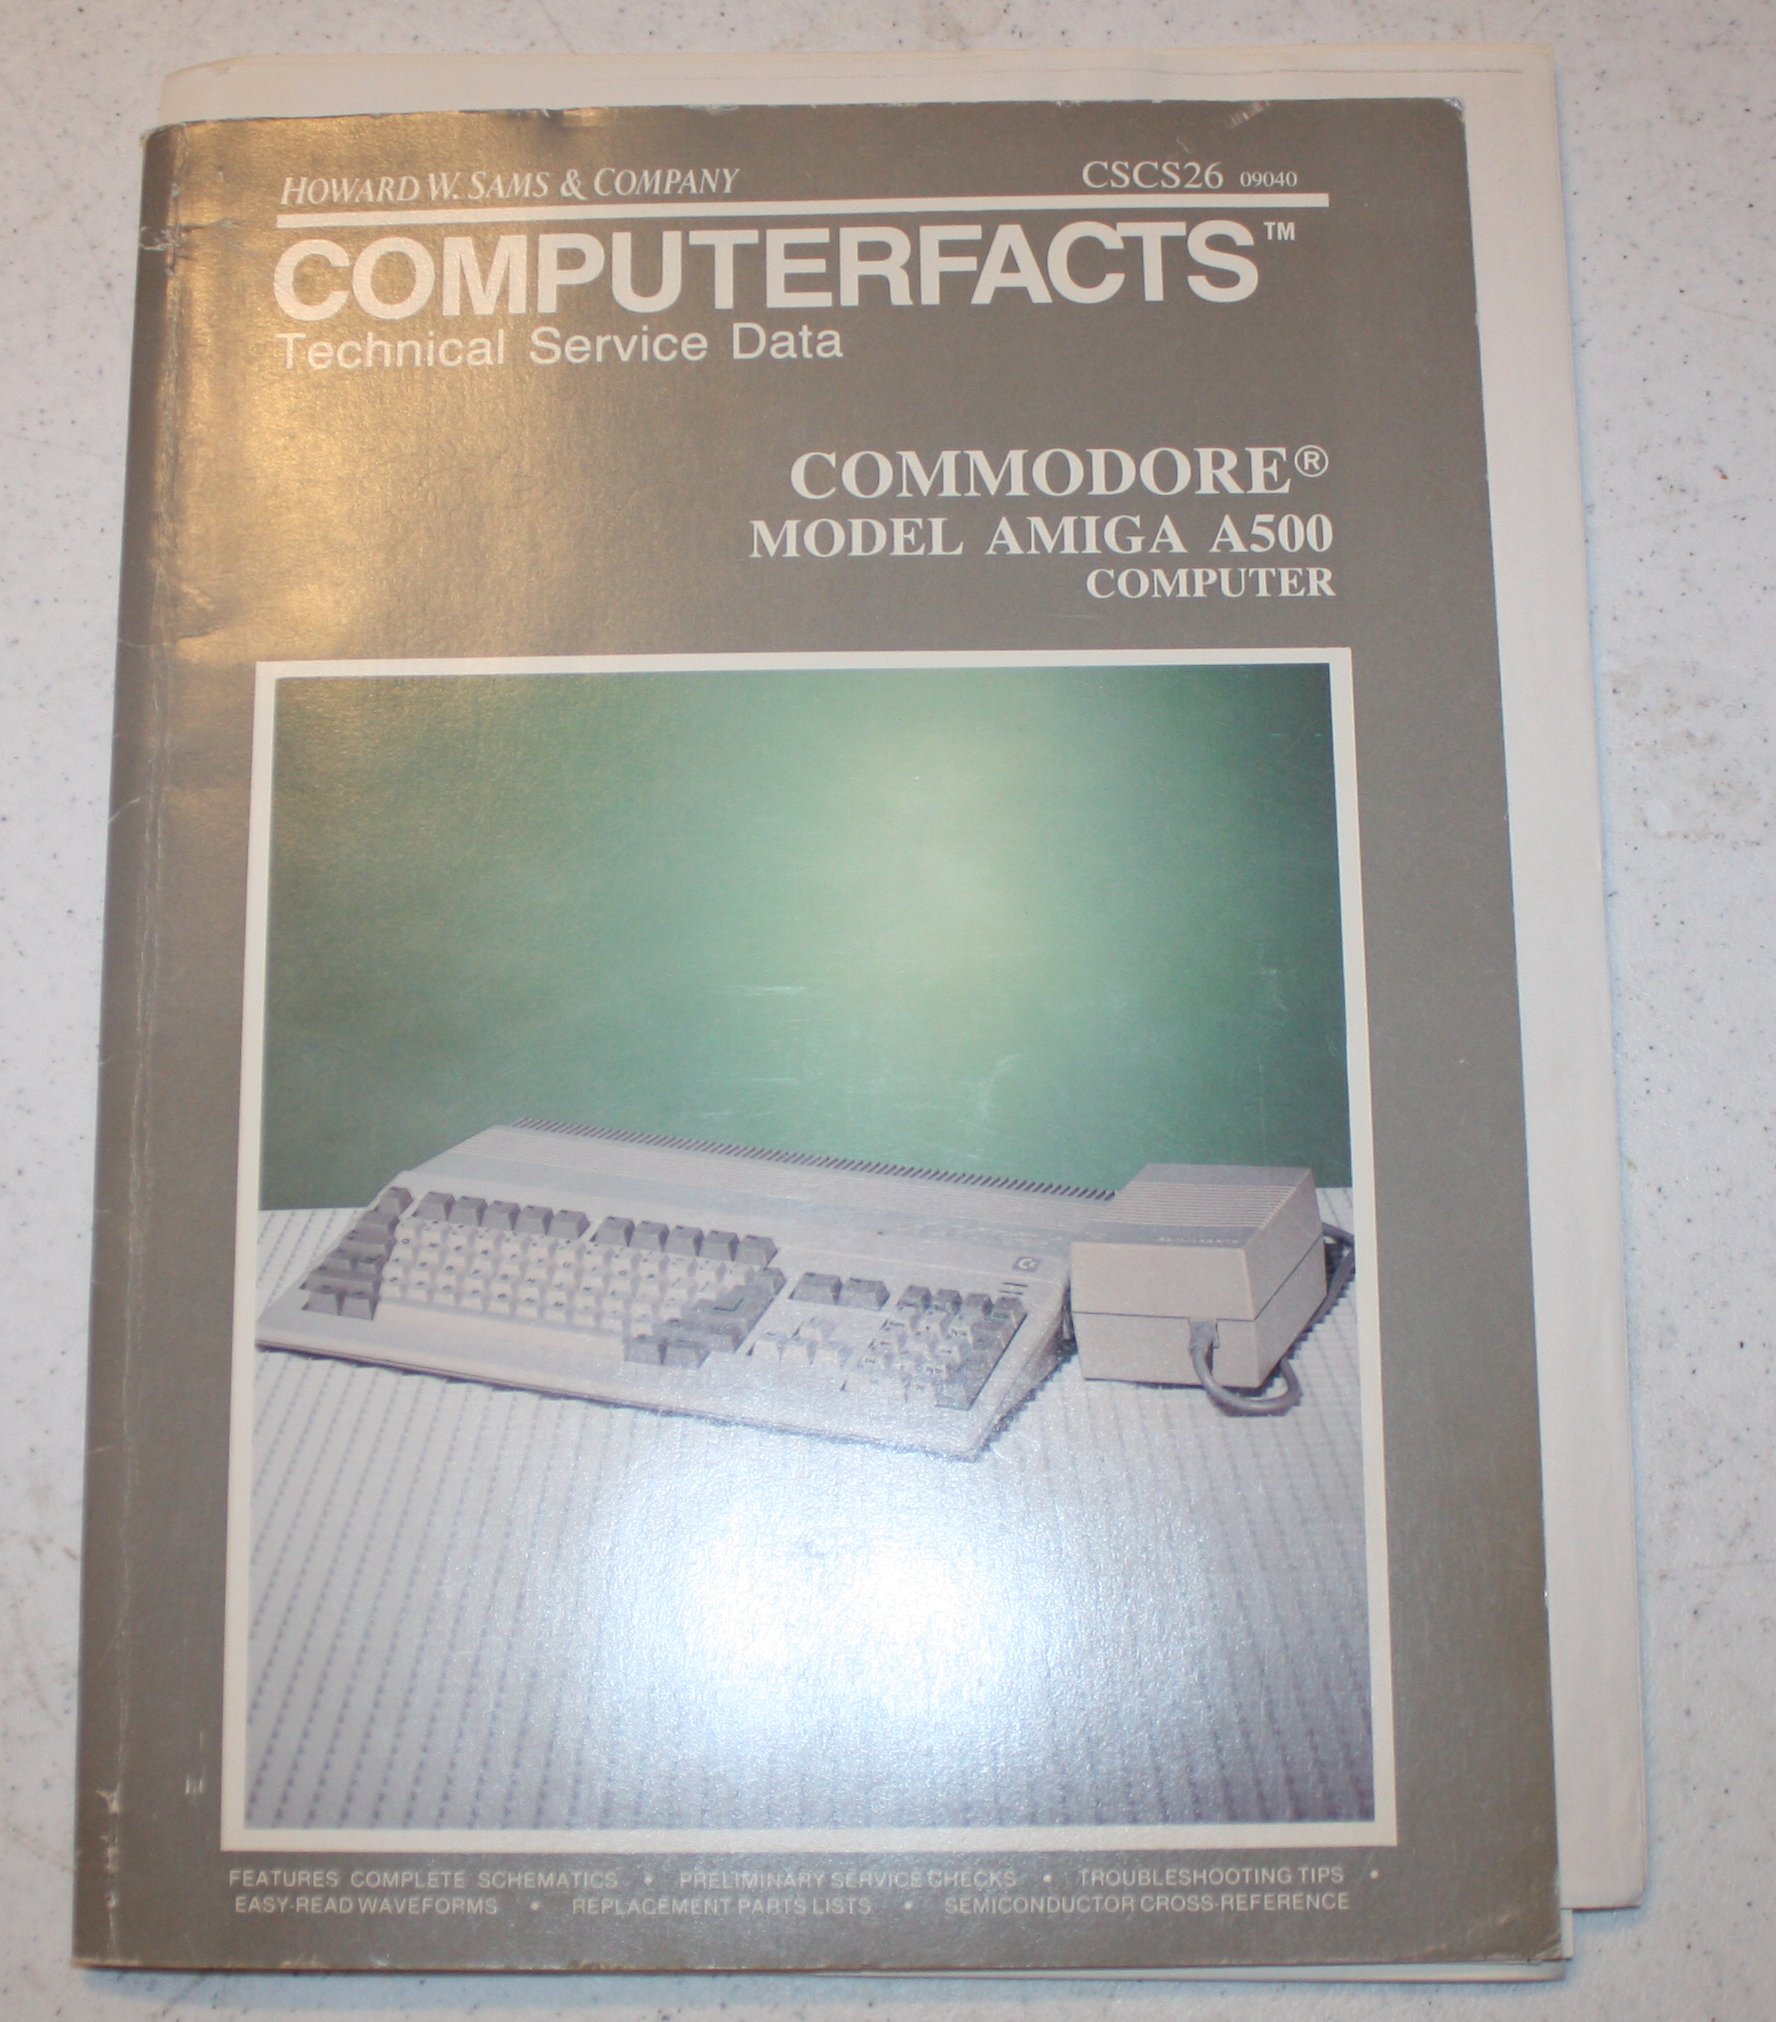 HOWARD W. SAMS & COMPANY
CSCS26 09040
COMPUTERFACTS™
Technical Service Data
COMMODORE®
MODEL AMIGA A500
COMPUTER
FEATURES COMPLETE SCHEMATICS • PRELIMINARY SERVICE CHECKS • TROUBLESHOOTING TIPS •
EASY-READ WAVEFORMS • REPLACEMENT PARTS LISTS • SEMICONDUCTOR CROSS-REFERENCE